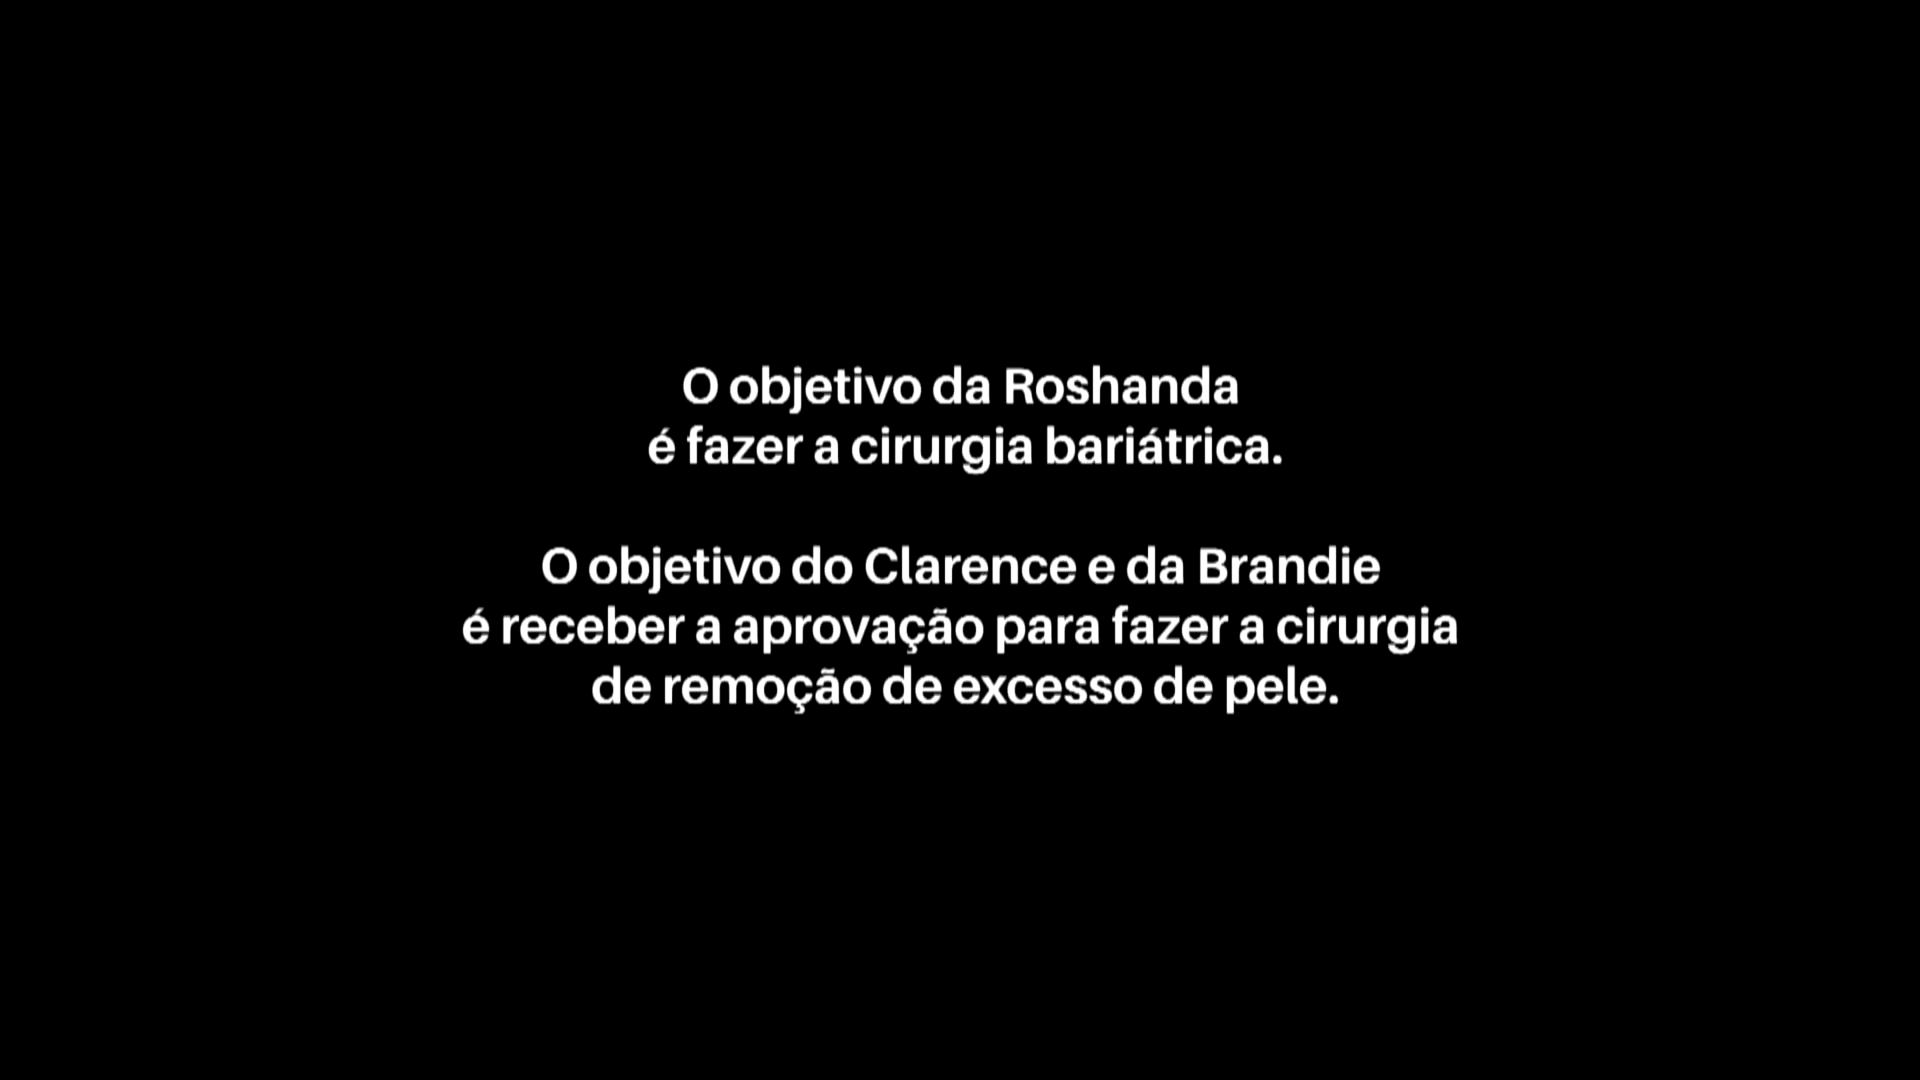 O objetivo da Roshanda
é fazer a cirurgia bariátrica.
O objetivo do Clarence e da Brandie
é receber a aprovação para fazer a cirurgia
de remoção de excesso de pele.